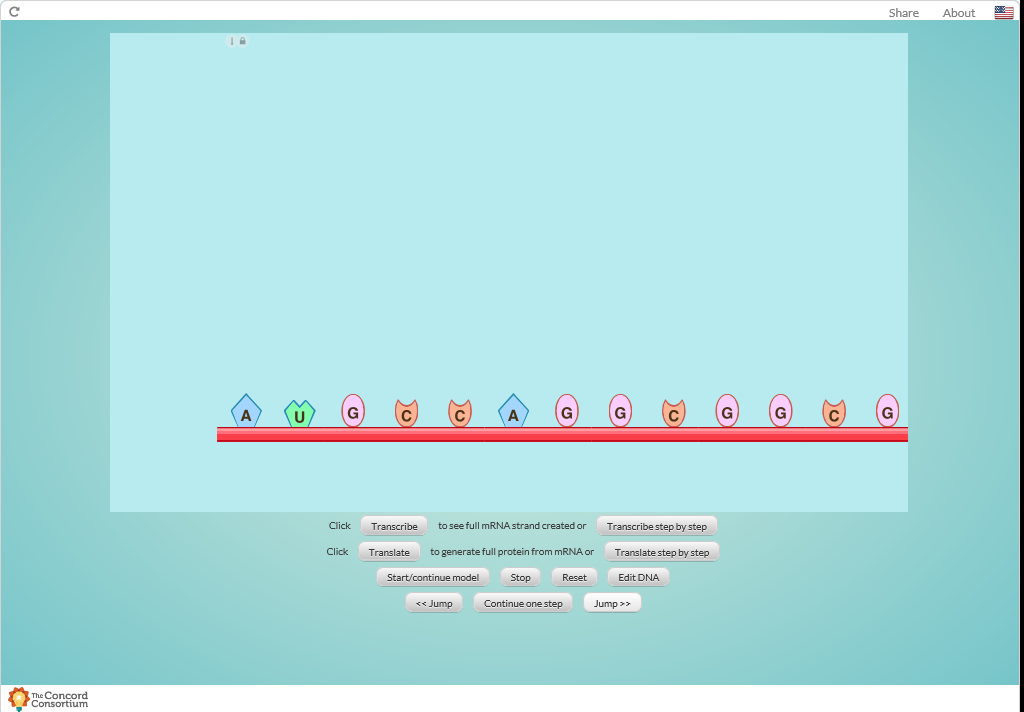 Share About
A U G C C A G G C G G C G
Click Transcribe to see full mRNA strand created or Transcribe step by step
Click Translate to generate full protein from mRNA or Translate step by step
Start/continue model Stop Reset Edit DNA
<< Jump Continue one step Jump >>
The Concord
Consortium